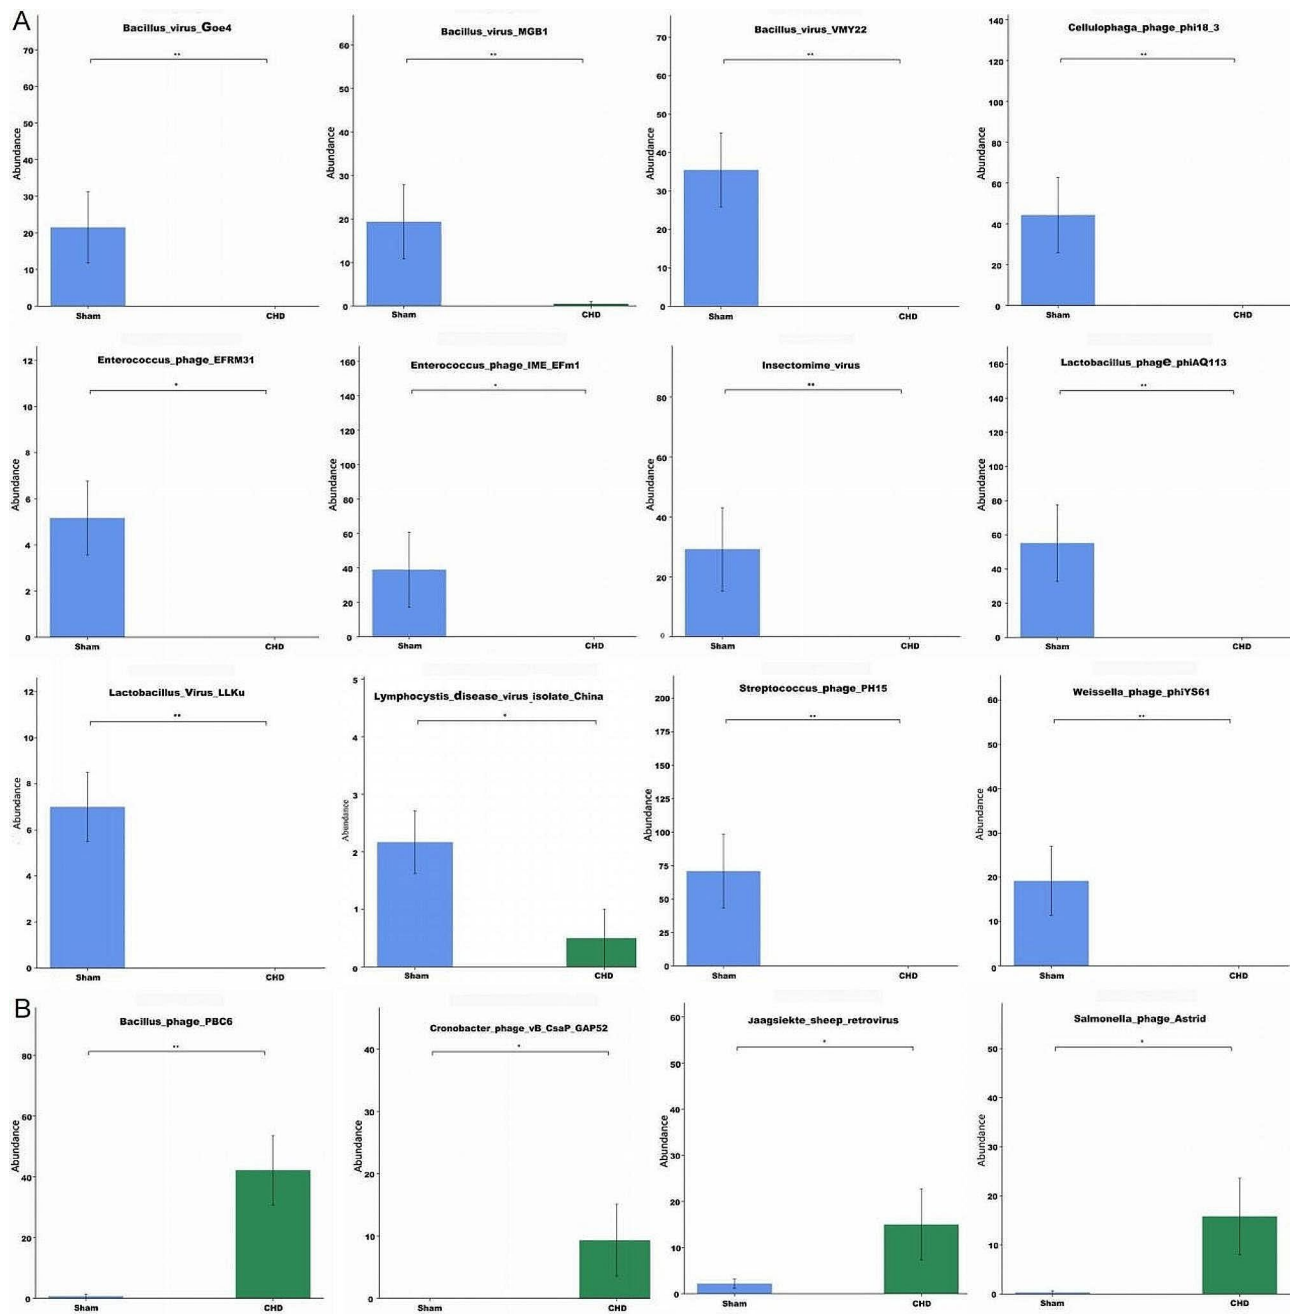 A
Bacillus_virus_Goe4
**
Abundance
70
60
50
40
30
20
10
0
Sham CHD
Bacillus_virus_MGB1
**
Abundance
60
50
40
30
20
10
0
Sham CHD
Bacillus_virus_VMY22
**
Abundance
70
60
50
40
30
20
10
0
Sham CHD
Cellulophaga_phage_phi18_3
**
Abundance
140
120
100
80
60
40
20
0
Sham CHD
Enterococcus_phage_EFRM31
*
Abundance
12
10
8
6
4
2
0
Sham CHD
Enterococcus_phage_IME_EFm1
*
Abundance
160
140
120
100
80
60
40
20
0
Sham CHD
Insectomime_virus
**
Abundance
80
60
40
20
0
Sham CHD
Lactobacillus_phage_phiAQ113
**
Abundance
160
140
120
100
80
60
40
20
0
Sham CHD
Lactobacillus_Virus_LLKu
**
Abundance
12
10
8
6
4
2
0
Sham CHD
Lymphocystis_disease_virus_isolate_China
*
Abundance
5
4
3
2
1
0
Sham CHD
Streptococcus_phage_PH15
**
Abundance
200
175
150
125
100
75
50
25
0
Sham CHD
Weissella_phage_phiYS61
**
Abundance
60
50
40
30
20
10
0
Sham CHD
B
Bacillus_phage_PBC6
**
Abundance
80
60
40
20
0
Sham CHD
Cronobacter_phage_vB_CsaP_GAP52
*
Abundance
40
30
20
10
0
Sham CHD
Jaagsiekte_sheep_retrovirus
*
Abundance
60
50
40
30
20
10
0
Sham CHD
Salmonella_phage_Astrid
*
Abundance
50
40
30
20
10
0
Sham CHD